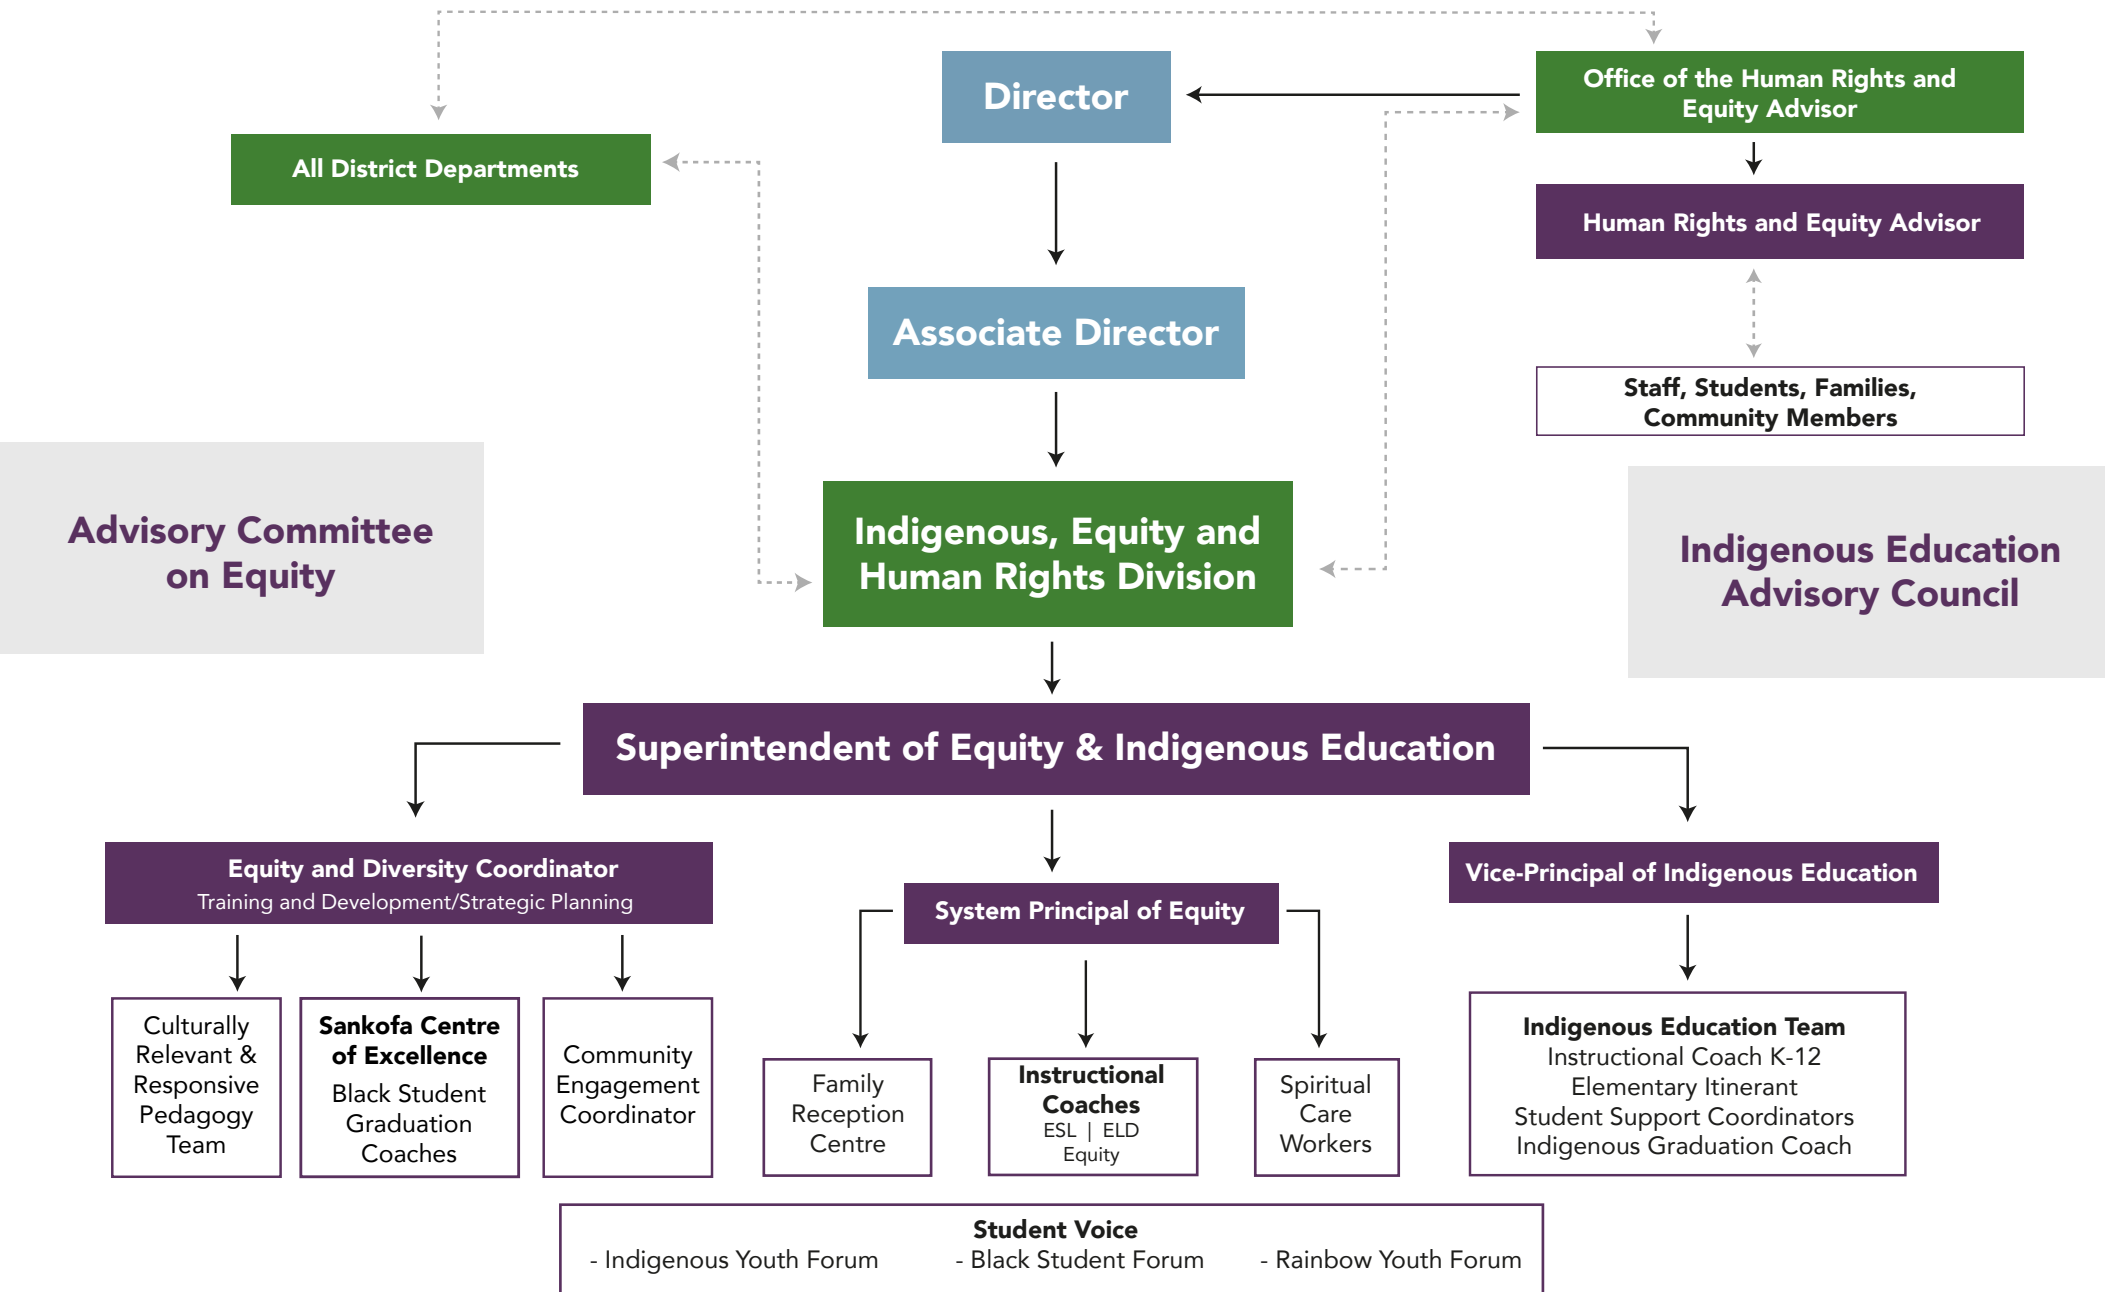 Director
Office of the Human Rights and
Equity Advisor
All District Departments
Human Rights and Equity Advisor
Associate Director
Staff, Students, Families,
Community Members
Advisory Committee
on Equity
Indigenous, Equity and
Human Rights Division
Indigenous Education
Advisory Council
Superintendent of Equity & Indigenous Education
Equity and Diversity Coordinator
Training and Development/Strategic Planning
System Principal of Equity
Vice-Principal of Indigenous Education
Culturally
Relevant &
Responsive
Pedagogy
Team
Sankofa Centre
of Excellence
Black Student
Graduation
Coaches
Community
Engagement
Coordinator
Family
Reception
Centre
Instructional
Coaches
ESL | ELD
Equity
Spiritual
Care
Workers
Indigenous Education Team
Instructional Coach K-12
Elementary Itinerant
Student Support Coordinators
Indigenous Graduation Coach
Student Voice
- Indigenous Youth Forum - Black Student Forum - Rainbow Youth Forum